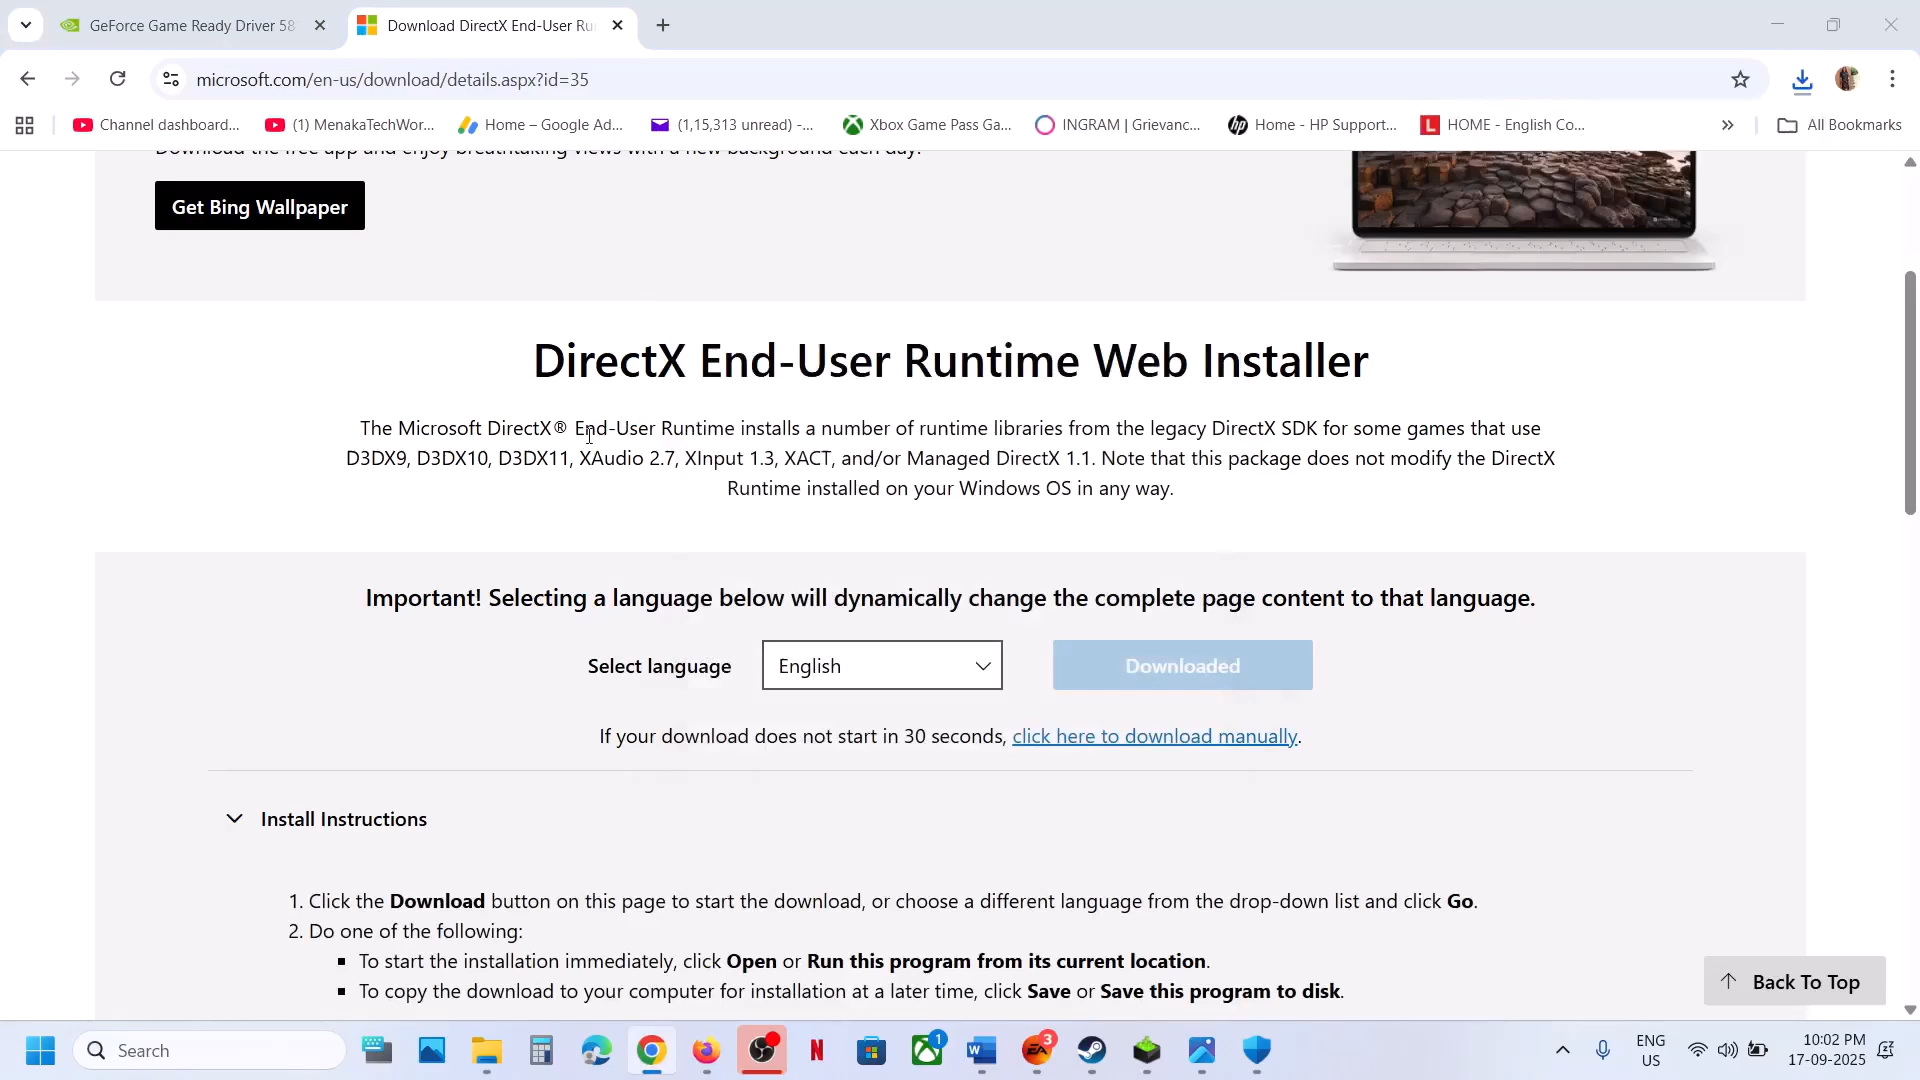 GeForce Game Ready Driver 58
Download DirectX End-User Ru
microsoft.com/en-us/download/details.aspx?id=35
Channel dashboard...
(1) MenakaTechWor...
Home – Google Ad...
(1,15,313 unread) -...
Xbox Game Pass Ga...
INGRAM | Grievanc...
Home - HP Support...
HOME - English Co...
All Bookmarks
Download the free app and enjoy breathtaking views with a new background each day.
Get Bing Wallpaper
DirectX End-User Runtime Web Installer
The Microsoft DirectX® End-User Runtime installs a number of runtime libraries from the legacy DirectX SDK for some games that use
D3DX9, D3DX10, D3DX11, XAudio 2.7, XInput 1.3, XACT, and/or Managed DirectX 1.1. Note that this package does not modify the DirectX
Runtime installed on your Windows OS in any way.
Important! Selecting a language below will dynamically change the complete page content to that language.
Select language
English
Downloaded
If your download does not start in 30 seconds, click here to download manually.
Install Instructions
1. Click the Download button on this page to start the download, or choose a different language from the drop-down list and click Go.
2. Do one of the following:
▪ To start the installation immediately, click Open or Run this program from its current location.
▪ To copy the download to your computer for installation at a later time, click Save or Save this program to disk.
Back To Top
Search
1
3
ENG
US
10:02 PM
17-09-2025